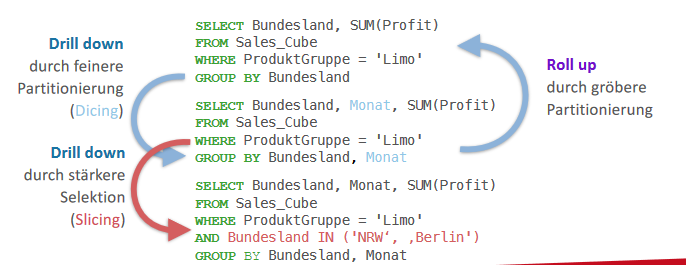 Drill down
durch feinere
Partitionierung
(Dicing)
Drill down
durch stärkere
Selektion
(Slicing)
SELECT Bundesland, SUM(Profit)
FROM Sales_Cube
WHERE ProduktGruppe = 'Limo'
GROUP BY Bundesland
SELECT Bundesland, Monat, SUM(Profit)
FROM Sales_Cube
WHERE ProduktGruppe = 'Limo'
GROUP BY Bundesland, Monat
SELECT Bundesland, Monat, SUM(Profit)
FROM Sales_Cube
WHERE ProduktGruppe = 'Limo'
AND Bundesland IN ('NRW‘, ‚Berlin')
GROUP BY Bundesland, Monat
Roll up
durch gröbere
Partitionierung